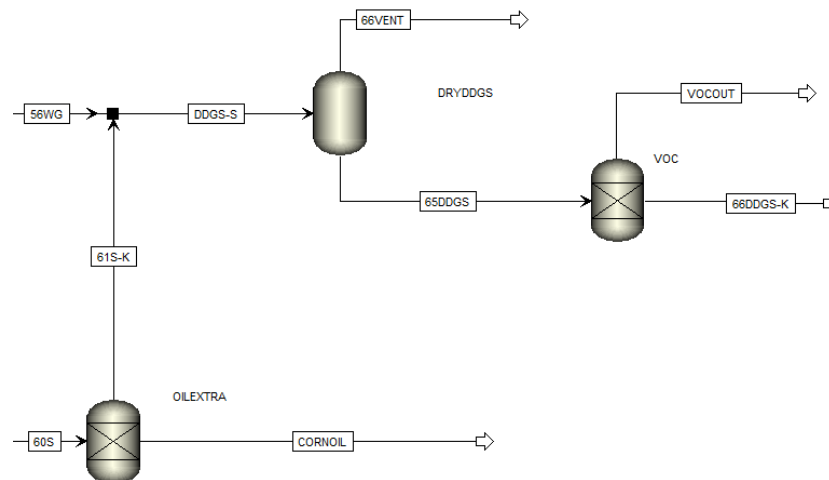 66VENT
DRYDDGS
VOCOUT
56WG
DDGS-S
VOC
65DDGS
66DDGS-K
61S-K
OILEXTRA
60S
CORNOIL